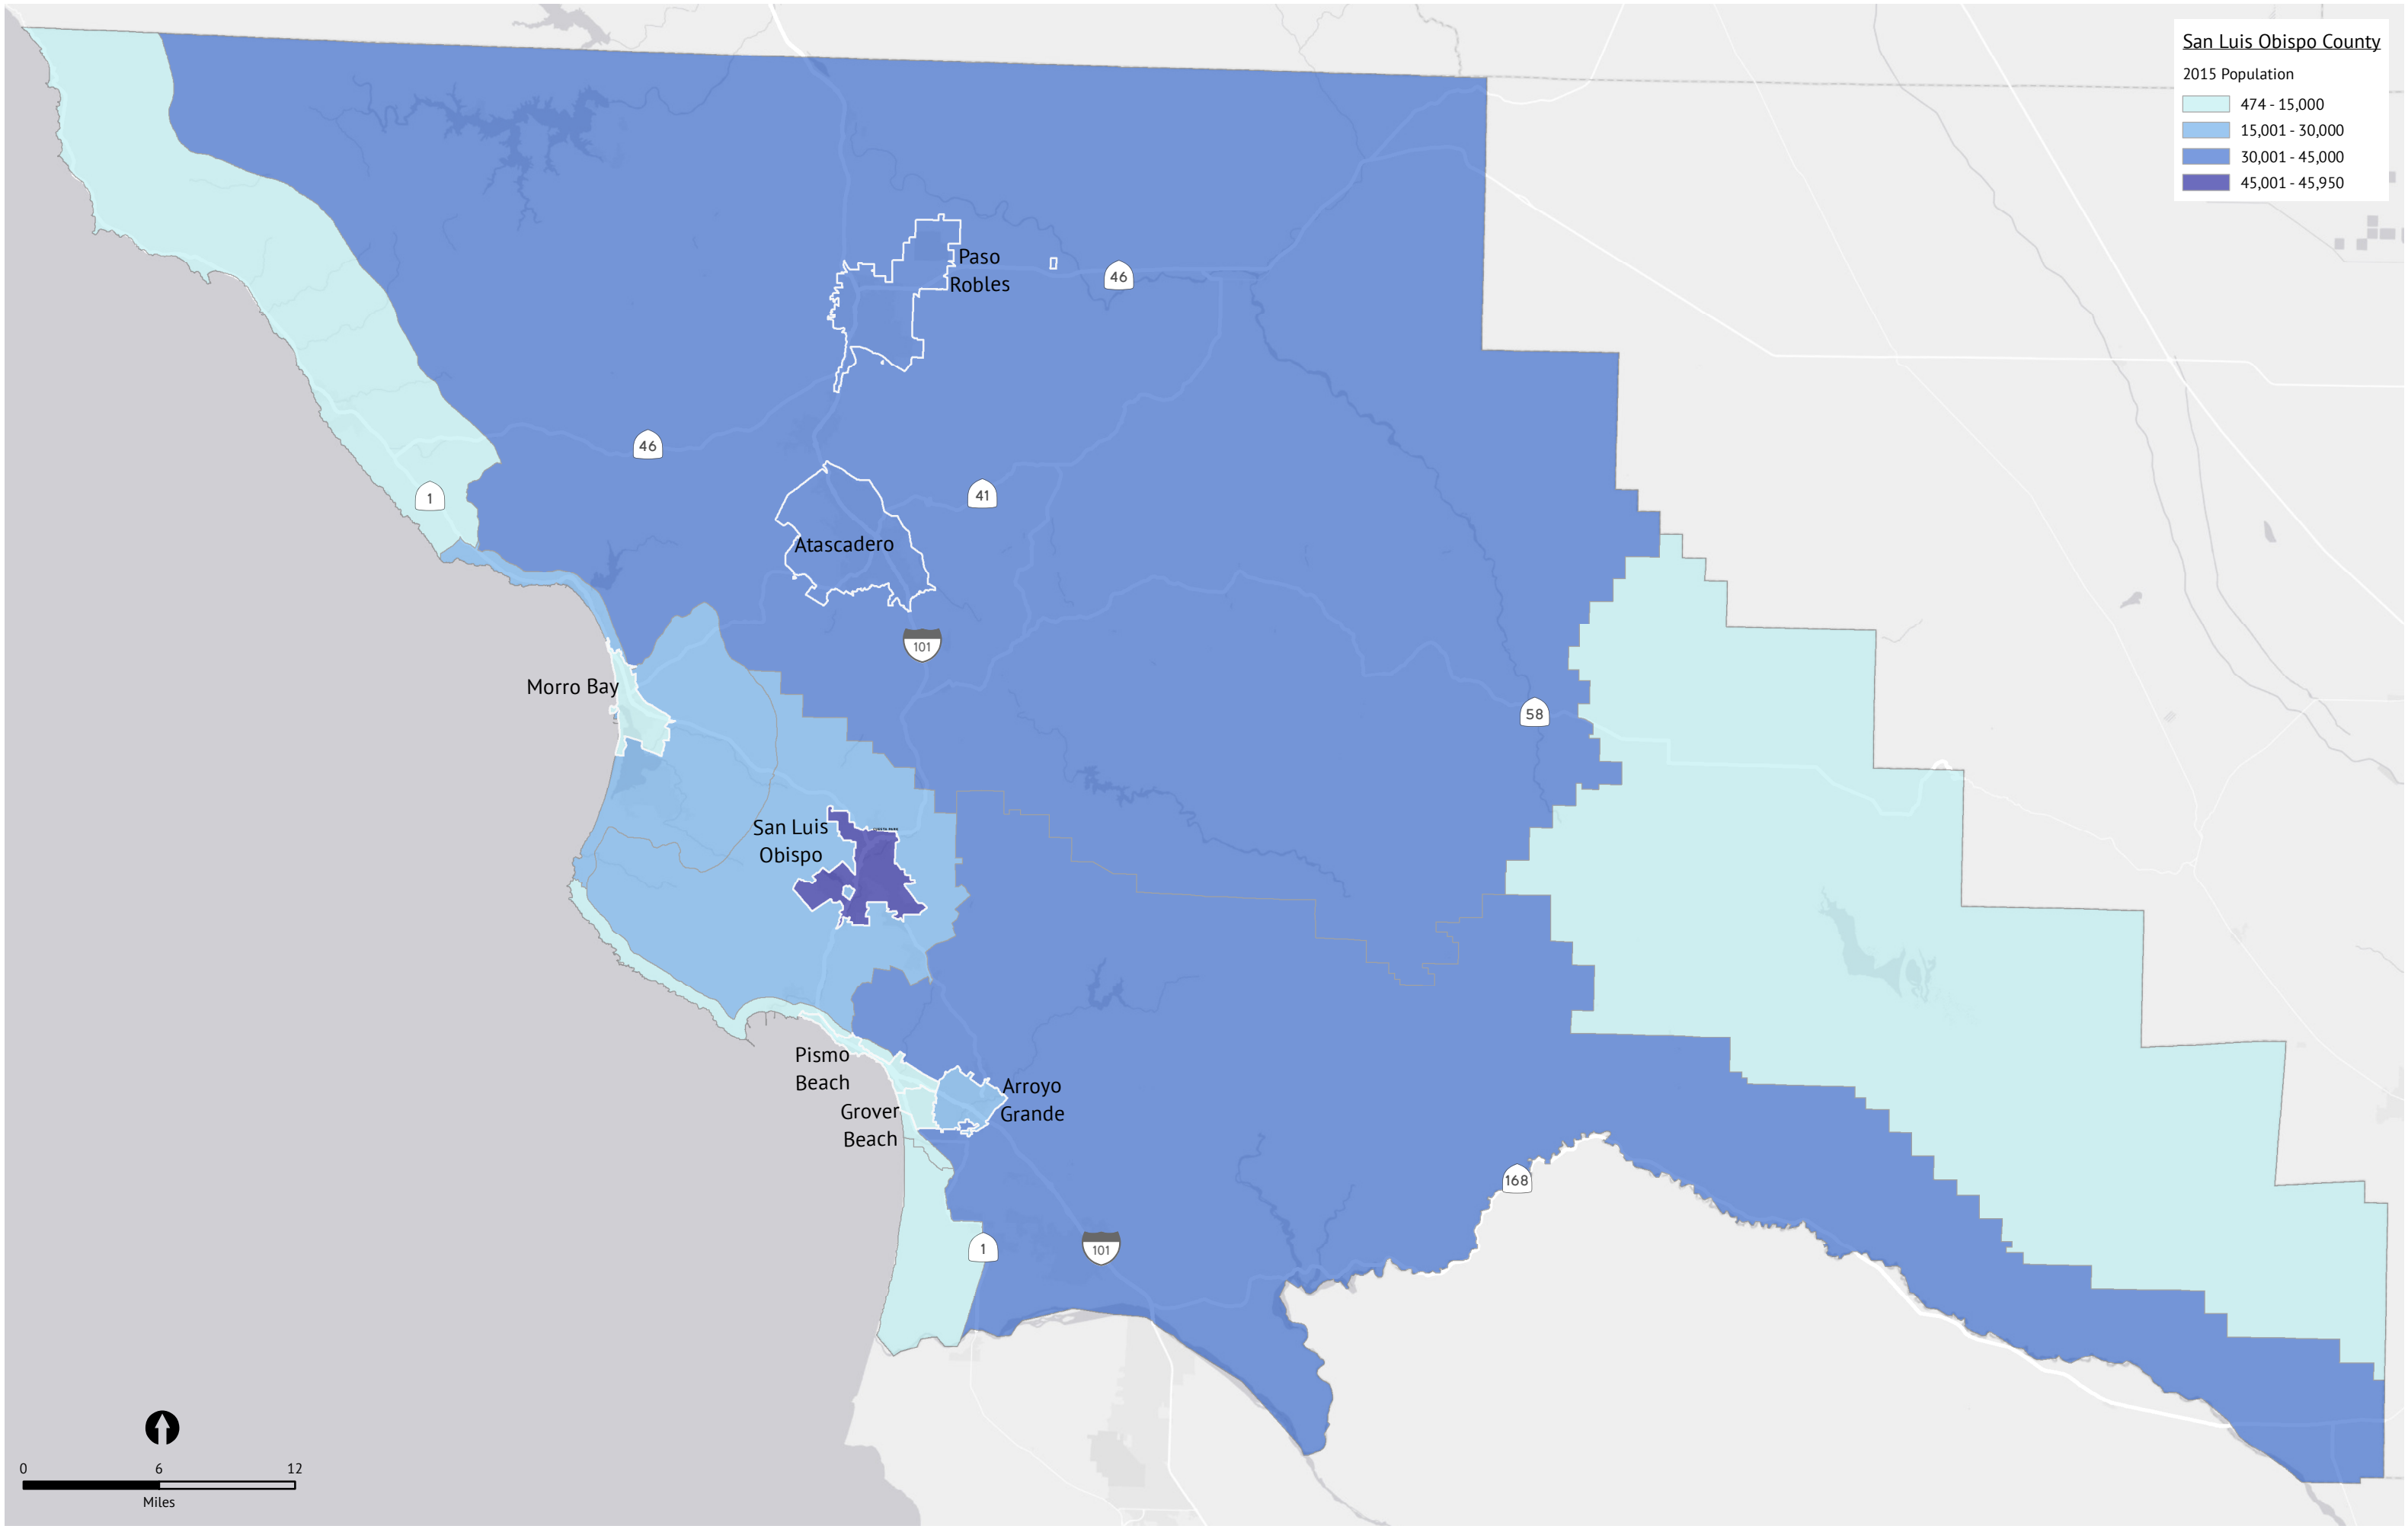 San Luis Obispo County
2015 Population
474 - 15,000
15,001 - 30,000
30,001 - 45,000
45,001 - 45,950
Paso
Robles
46
46
1
41
Atascadero
101
Morro Bay
58
San Luis
Obispo
Pismo
Beach
Arroyo
Grande
Grover
Beach
168
1
101
0 6 12
Miles